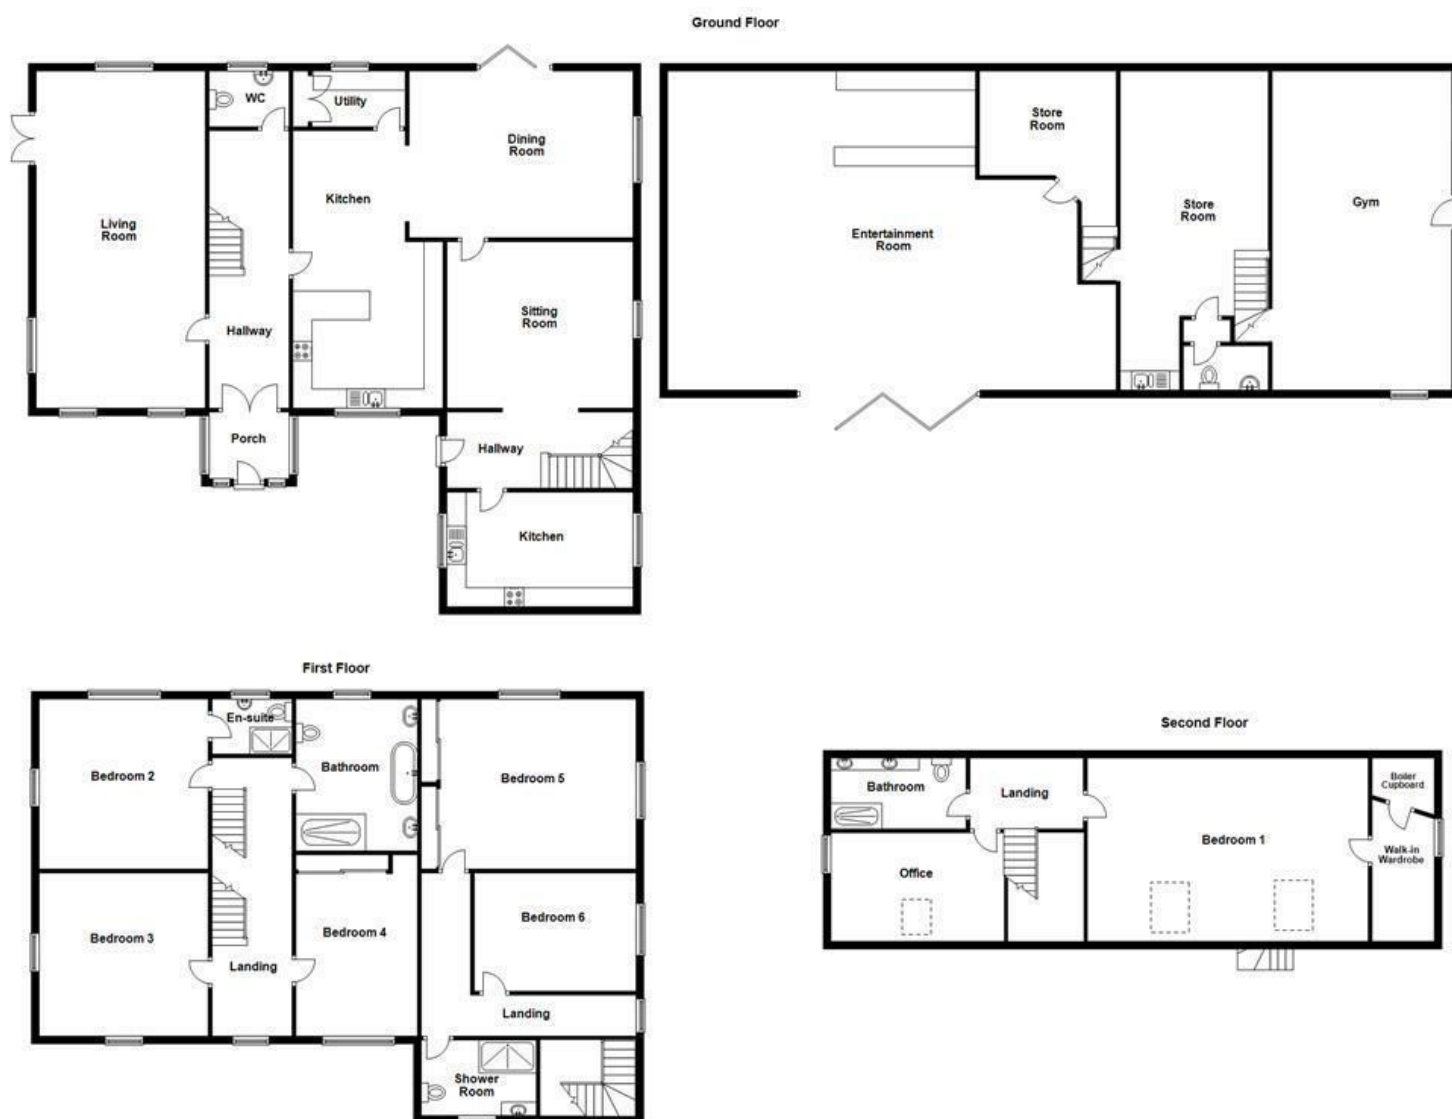 Ground Floor
WC
Utility
Dining
Room
Kitchen
Living
Room
Hallway
Sitting
Room
Porch
Hallway
Kitchen
Store
Room
Entertainment
Room
Store
Room
Gym
First Floor
En-suite
Bedroom 2
Bathroom
Bedroom 5
Bedroom 3
Bedroom 4
Bedroom 6
Landing
Landing
Shower
Room
Second Floor
Bathroom
Landing
Boiler
Cupboard
Bedroom 1
Walk-in
Wardrobe
Office